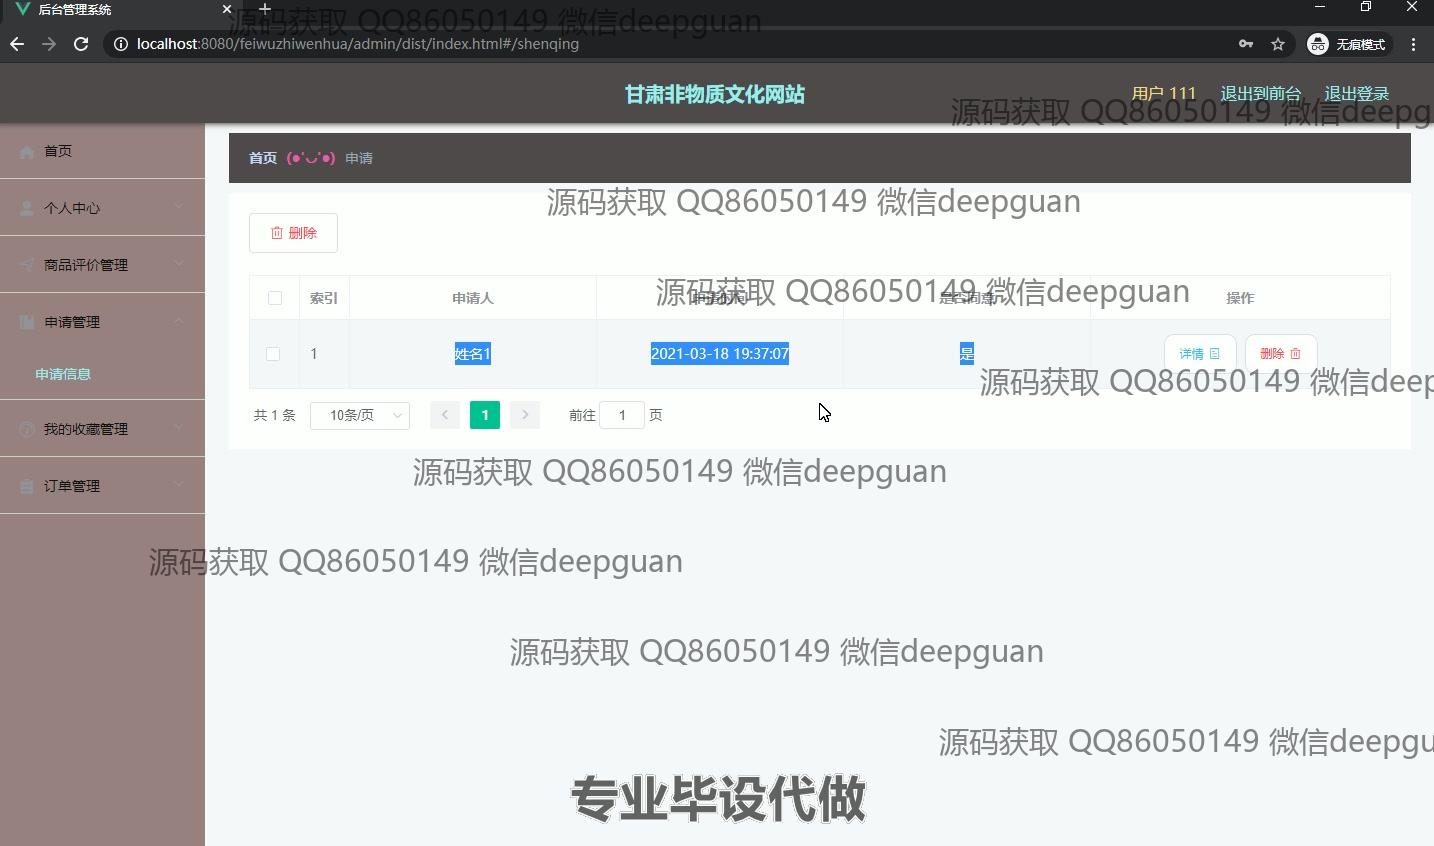 后台管理系统
源码获取 QQ86050149 微信deepguan
localhost:8080/feiwuzhiwenhua/admin/dist/index.html#/shenqing
无痕模式
甘肃非物质文化网站
用户 111
退出到前台
退出登录
源码获取 QQ86050149 微信deepg
首页
首页 (●'◡'●) 申请
个人中心
源码获取 QQ86050149 微信deepguan
删除
商品评价管理
源码获取 QQ86050149 微信deepguan
索引 申请人 申请时间 是否同意 操作
申请管理
1 姓名1 2021-03-18 19:37:07 是 详情 删除
申请信息
源码获取 QQ86050149 微信deep
共 1 条 10条/页 1 前往 1 页
我的收藏管理
源码获取 QQ86050149 微信deepguan
订单管理
源码获取 QQ86050149 微信deepguan
源码获取 QQ86050149 微信deepguan
源码获取 QQ86050149 微信deepgu
专业毕设代做